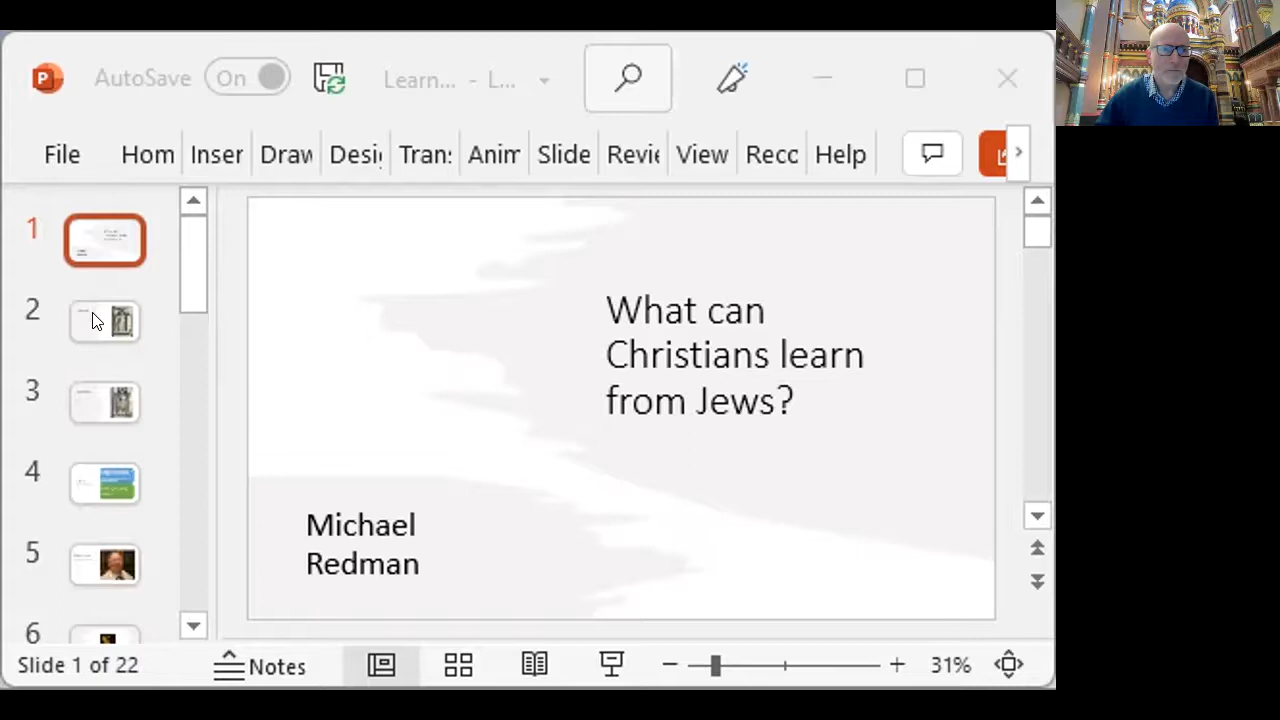 AutoSave On Learn... - L...
File Hom Inser Draw Desi Tran: Anim Slide Revie View Recc Help
1
2
3
4
5
6
What can
Christians learn
from Jews?
Michael
Redman
Slide 1 of 22 Notes 31%